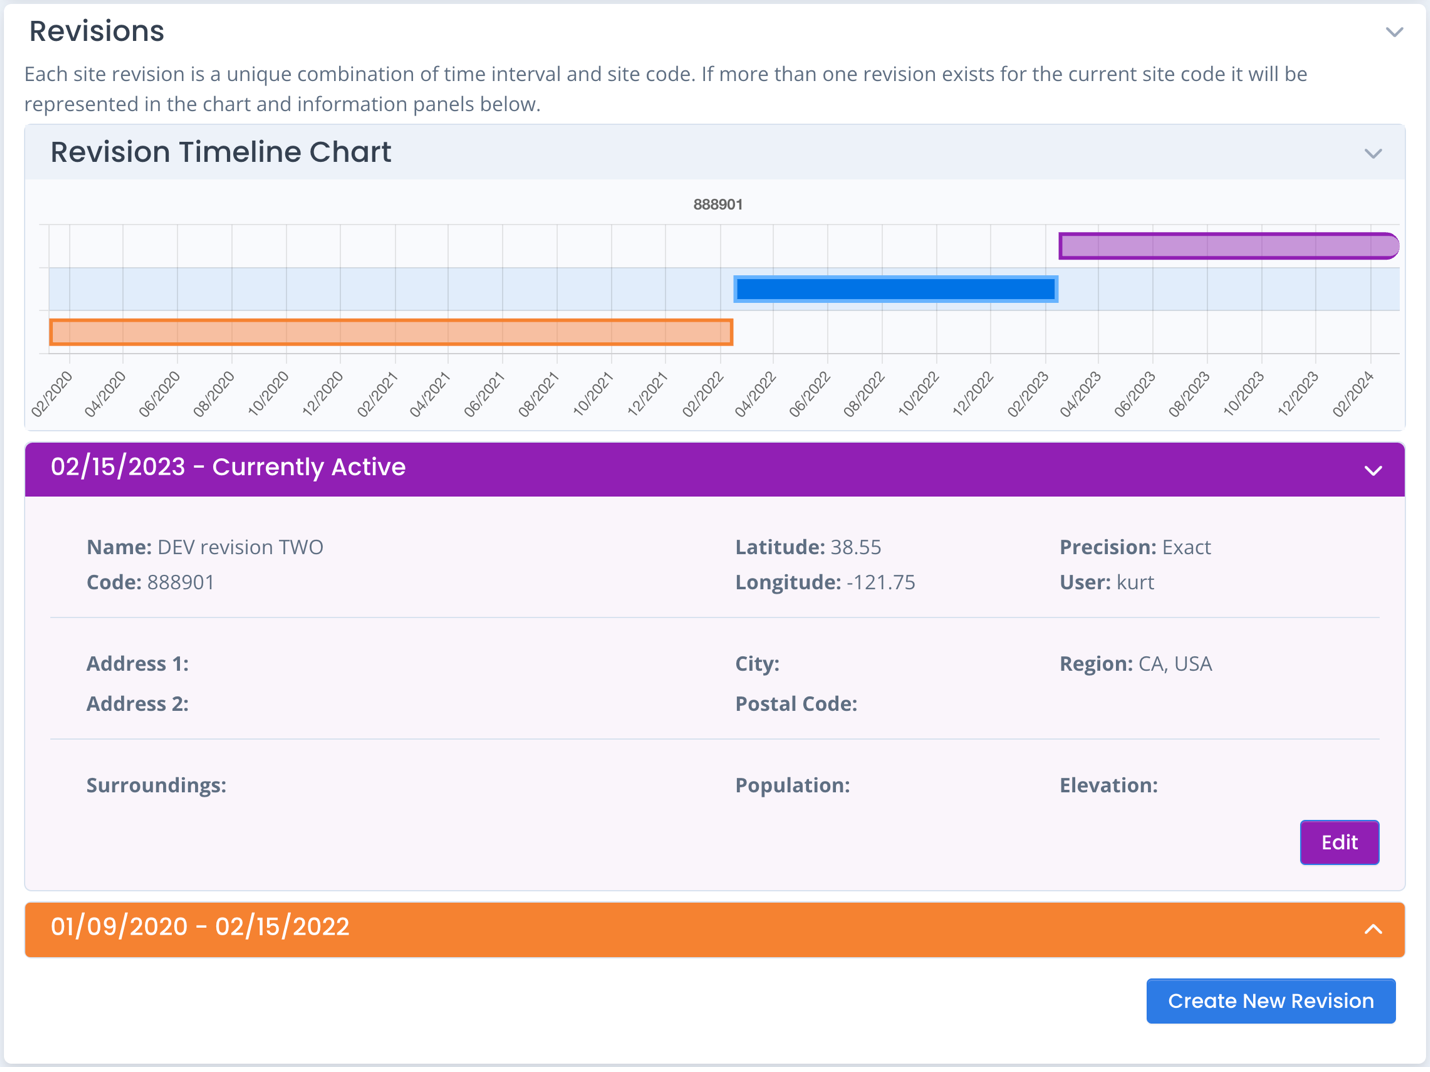 Revisions
Each site revision is a unique combination of time interval and site code. If more than one revision exists for the current site code it will be
represented in the chart and information panels below.
Revision Timeline Chart
888901
02/2020 04/2020 06/2020 08/2020 10/2020 12/2020 02/2021 04/2021 06/2021 08/2021 10/2021 12/2021 02/2022 04/2022 06/2022 08/2022 10/2022 12/2022 02/2023 04/2023 06/2023 08/2023 10/2023 12/2023 02/2024
02/15/2023 - Currently Active
Name: DEV revision TWO Latitude: 38.55 Precision: Exact
Code: 888901 Longitude: -121.75 User: kurt
Address 1: City: Region: CA, USA
Address 2: Postal Code:
Surroundings: Population: Elevation:
Edit
01/09/2020 - 02/15/2022
Create New Revision